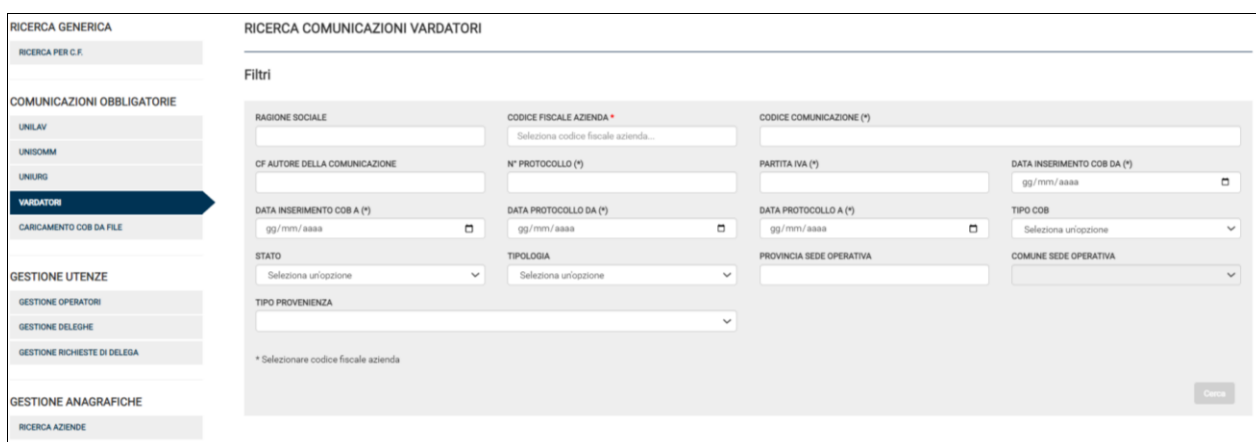 RICERCA GENERICA
RICERCA PER C.F.
COMUNICAZIONI OBBLIGATORIE
UNILAV
UNISOMM
UNIURG
VARDATORI
CARICAMENTO COB DA FILE
GESTIONE UTENZE
GESTIONE OPERATORI
GESTIONE DELEGHE
GESTIONE RICHIESTE DI DELEGA
GESTIONE ANAGRAFICHE
RICERCA AZIENDE
RICERCA COMUNICAZIONI VARDATORI
Filtri
RAGIONE SOCIALE CODICE FISCALE AZIENDA * CODICE COMUNICAZIONE (*)
Seleziona codice fiscale azienda...
CF AUTORE DELLA COMUNICAZIONE N° PROTOCOLLO (*) PARTITA IVA (*) DATA INSERIMENTO COB DA (*)
gg/mm/aaaa
DATA INSERIMENTO COB A (*) DATA PROTOCOLLO DA (*) DATA PROTOCOLLO A (*) TIPO COB
gg/mm/aaaa gg/mm/aaaa gg/mm/aaaa Seleziona un'opzione
STATO TIPOLOGIA PROVINCIA SEDE OPERATIVA COMUNE SEDE OPERATIVA
Seleziona un'opzione Seleziona un'opzione
TIPO PROVENIENZA
* Selezionare codice fiscale azienda
Cerca